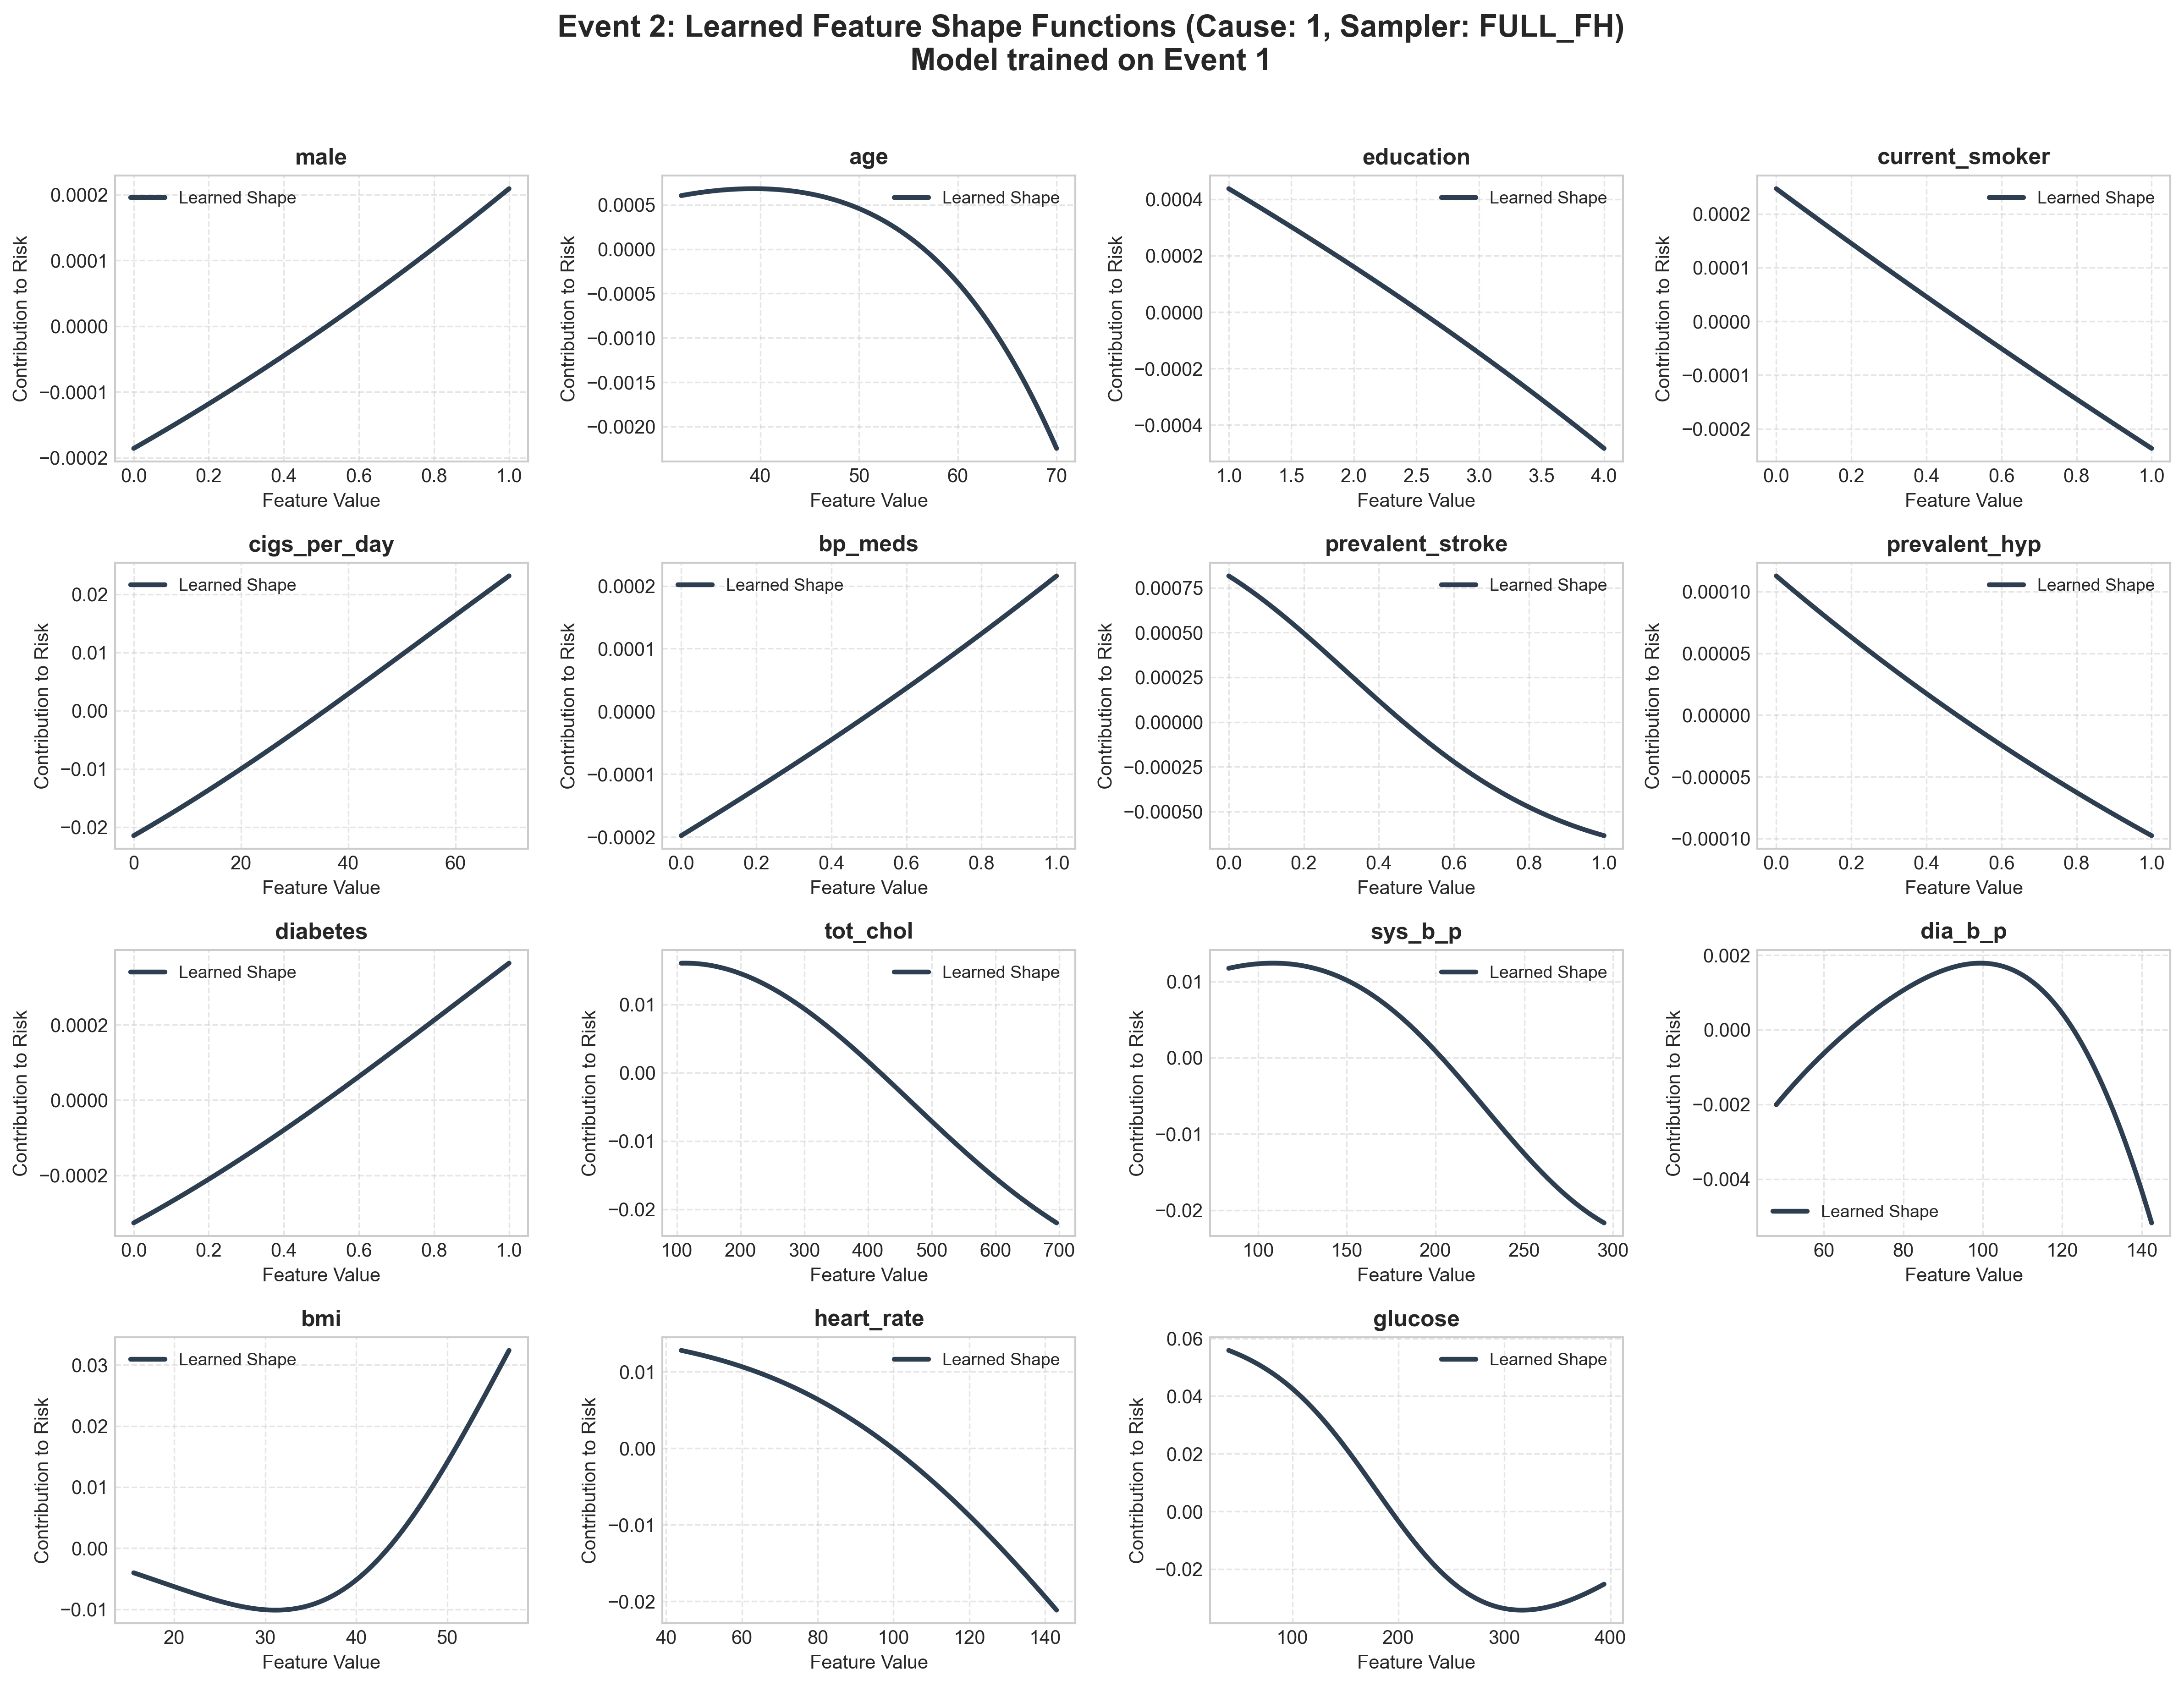 Event 2: Learned Feature Shape Functions (Cause: 1, Sampler: FULL_FH)
Model trained on Event 1
male
Learned Shape
0.0002
0.0001
0.0000
−0.0001
−0.0002
Contribution to Risk
0.0 0.2 0.4 0.6 0.8 1.0
Feature Value
age
Learned Shape
0.0005
0.0000
−0.0005
−0.0010
−0.0015
−0.0020
Contribution to Risk
40 50 60 70
Feature Value
education
Learned Shape
0.0004
0.0002
0.0000
−0.0002
−0.0004
Contribution to Risk
1.0 1.5 2.0 2.5 3.0 3.5 4.0
Feature Value
current_smoker
Learned Shape
0.0002
0.0001
0.0000
−0.0001
−0.0002
Contribution to Risk
0.0 0.2 0.4 0.6 0.8 1.0
Feature Value
cigs_per_day
Learned Shape
0.02
0.01
0.00
−0.01
−0.02
Contribution to Risk
0 20 40 60
Feature Value
bp_meds
Learned Shape
0.0002
0.0001
0.0000
−0.0001
−0.0002
Contribution to Risk
0.0 0.2 0.4 0.6 0.8 1.0
Feature Value
prevalent_stroke
Learned Shape
0.00075
0.00050
0.00025
0.00000
−0.00025
−0.00050
Contribution to Risk
0.0 0.2 0.4 0.6 0.8 1.0
Feature Value
prevalent_hyp
Learned Shape
0.00010
0.00005
0.00000
−0.00005
−0.00010
Contribution to Risk
0.0 0.2 0.4 0.6 0.8 1.0
Feature Value
diabetes
Learned Shape
0.0002
0.0000
−0.0002
Contribution to Risk
0.0 0.2 0.4 0.6 0.8 1.0
Feature Value
tot_chol
Learned Shape
0.01
0.00
−0.01
−0.02
Contribution to Risk
100 200 300 400 500 600 700
Feature Value
sys_b_p
Learned Shape
0.01
0.00
−0.01
−0.02
Contribution to Risk
100 150 200 250 300
Feature Value
dia_b_p
0.002
0.000
−0.002
−0.004
Learned Shape
Contribution to Risk
60 80 100 120 140
Feature Value
bmi
Learned Shape
0.03
0.02
0.01
0.00
−0.01
Contribution to Risk
20 30 40 50
Feature Value
heart_rate
Learned Shape
0.01
0.00
−0.01
−0.02
Contribution to Risk
40 60 80 100 120 140
Feature Value
glucose
Learned Shape
0.06
0.04
0.02
0.00
−0.02
Contribution to Risk
100 200 300 400
Feature Value